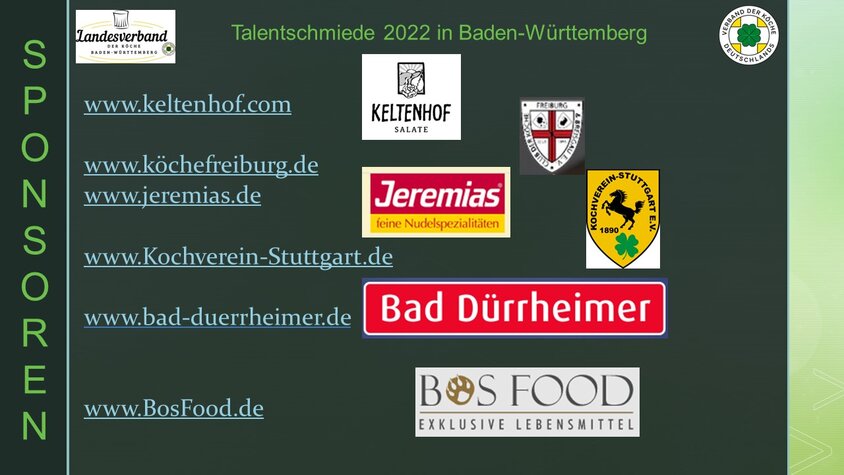 Landesverband
DER KÖCHE
BADEN-WÜRTTEMBERG
Talentschmiede 2022 in Baden-Württemberg
VERBAND DER KÖCHE
DEUTSCHLANDS
SPONSOREN
www.keltenhof.com
KELTENHOF
SALATE
FREIBURG
www.köchefreiburg.de
www.jeremias.de
Jeremias®
feine Nudelspezialitäten
KOCHVEREIN-STUTTGART E.V.
1890
www.Kochverein-Stuttgart.de
www.bad-duerrheimer.de
Bad Dürrheimer
www.BosFood.de
BOS FOOD
EXKLUSIVE LEBENSMITTEL